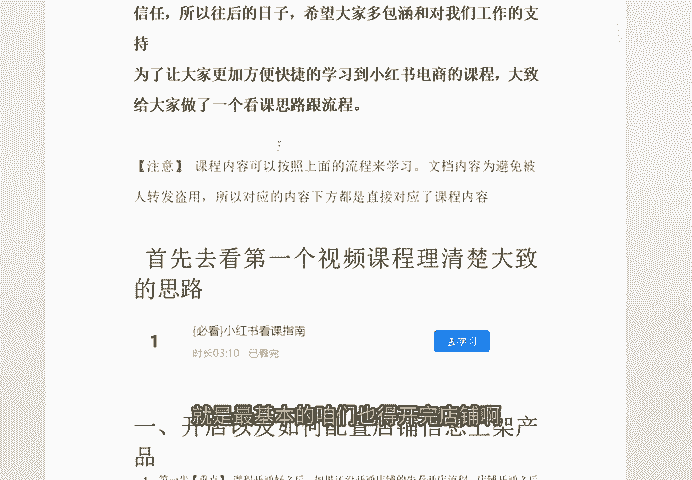 信任，所以往后的日子，希望大家多包涵和对我们工作的支
持
为了让大家更加方便快捷的学习到小红书电商的课程，大致
给大家做了一个看课思路跟流程。
【注意】 课程内容可以按照上面的流程来学习。文档内容为避免被
人转发盗用，所以对应的内容下方都是直接对应了课程内容
首先去看第一个视频课程理清楚大致
的思路
1
{必看}小红书看课指南
去学习
时长03:10 已看完
就是最基本的咱们也得开完店铺啊
一、开店以及如何配置店铺信息上架产
品